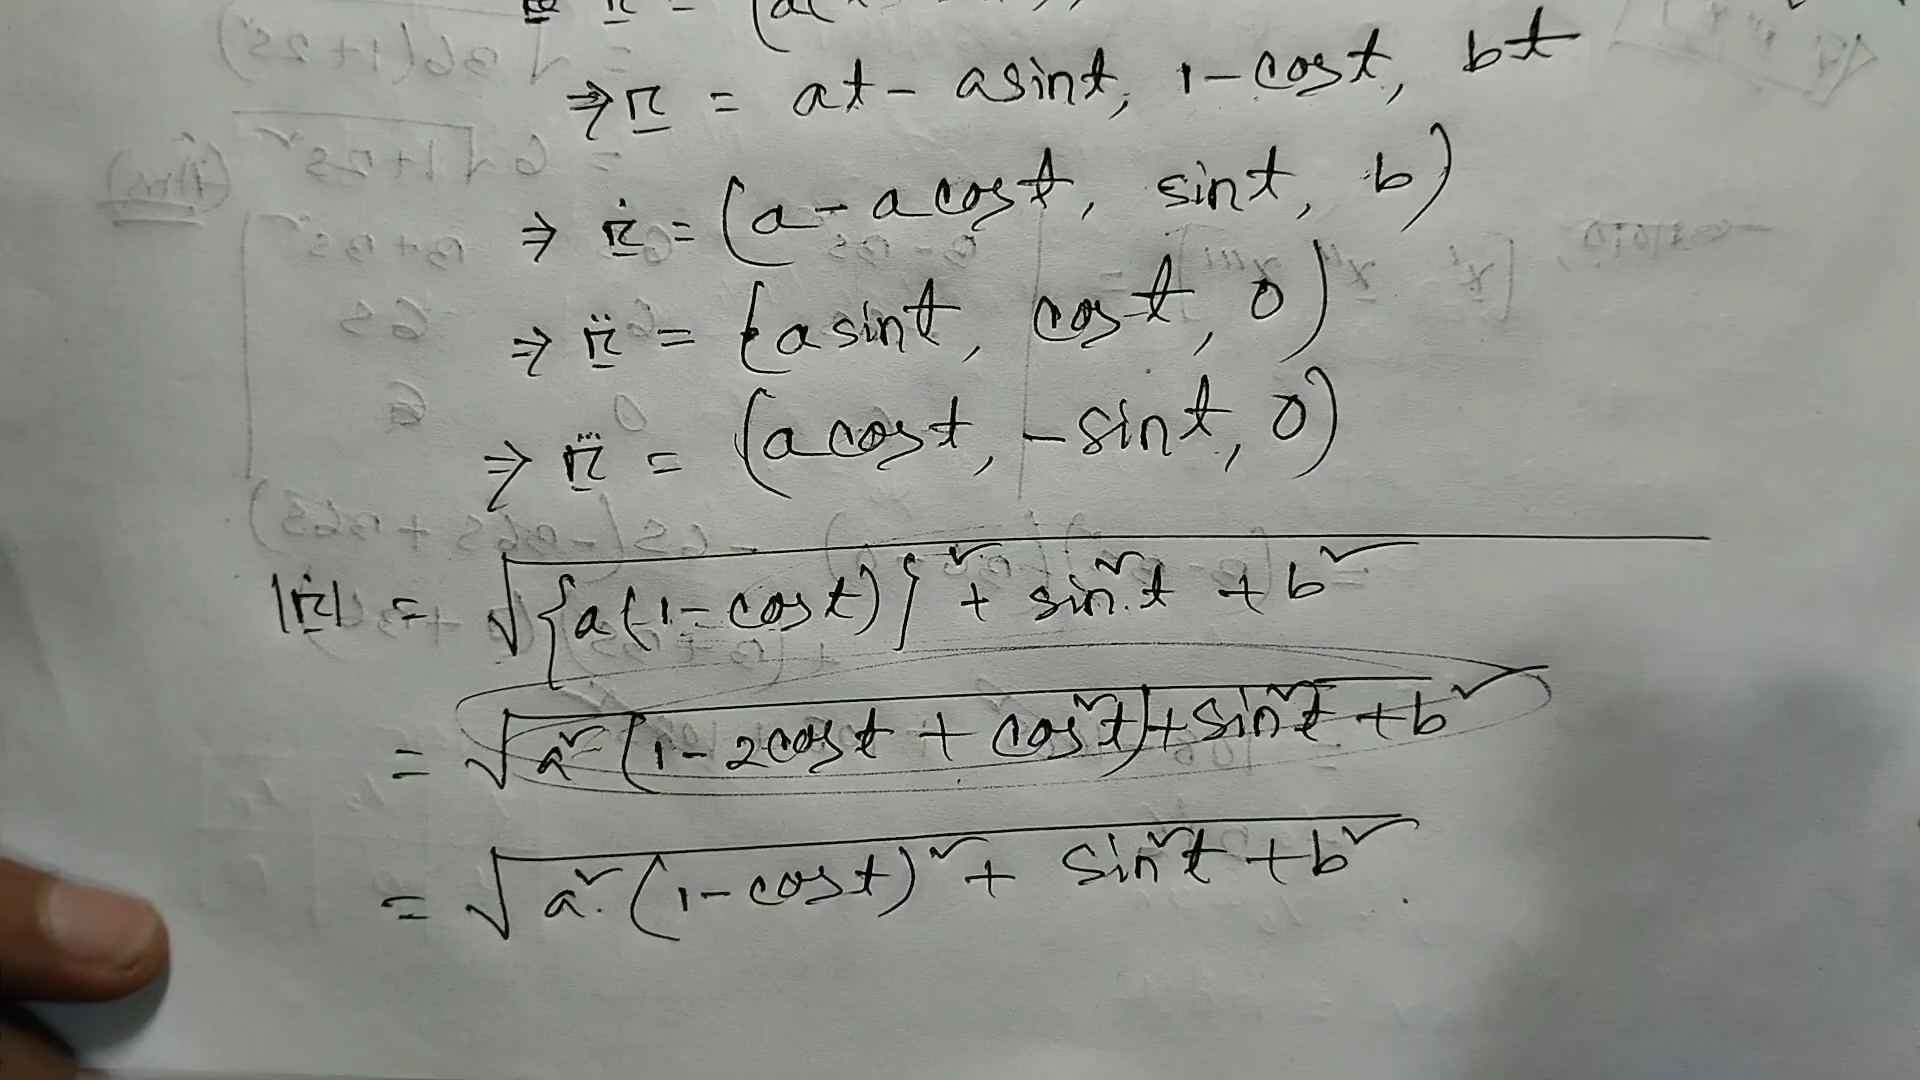 ⇒ r = at - asint, 1-cost, bt
⇒ ṙ = (a - a cost, sint, b)
⇒ r̈ = (a sint, cost, 0)
⇒ r⃛ = (a cost, -sint, 0)
|ṙ| = √{a(1-cost)}² + sin²t + b²
= √a²(1-2cost + cos²t) + sin²t + b²
= √a².(1-cost)² + sin²t + b².